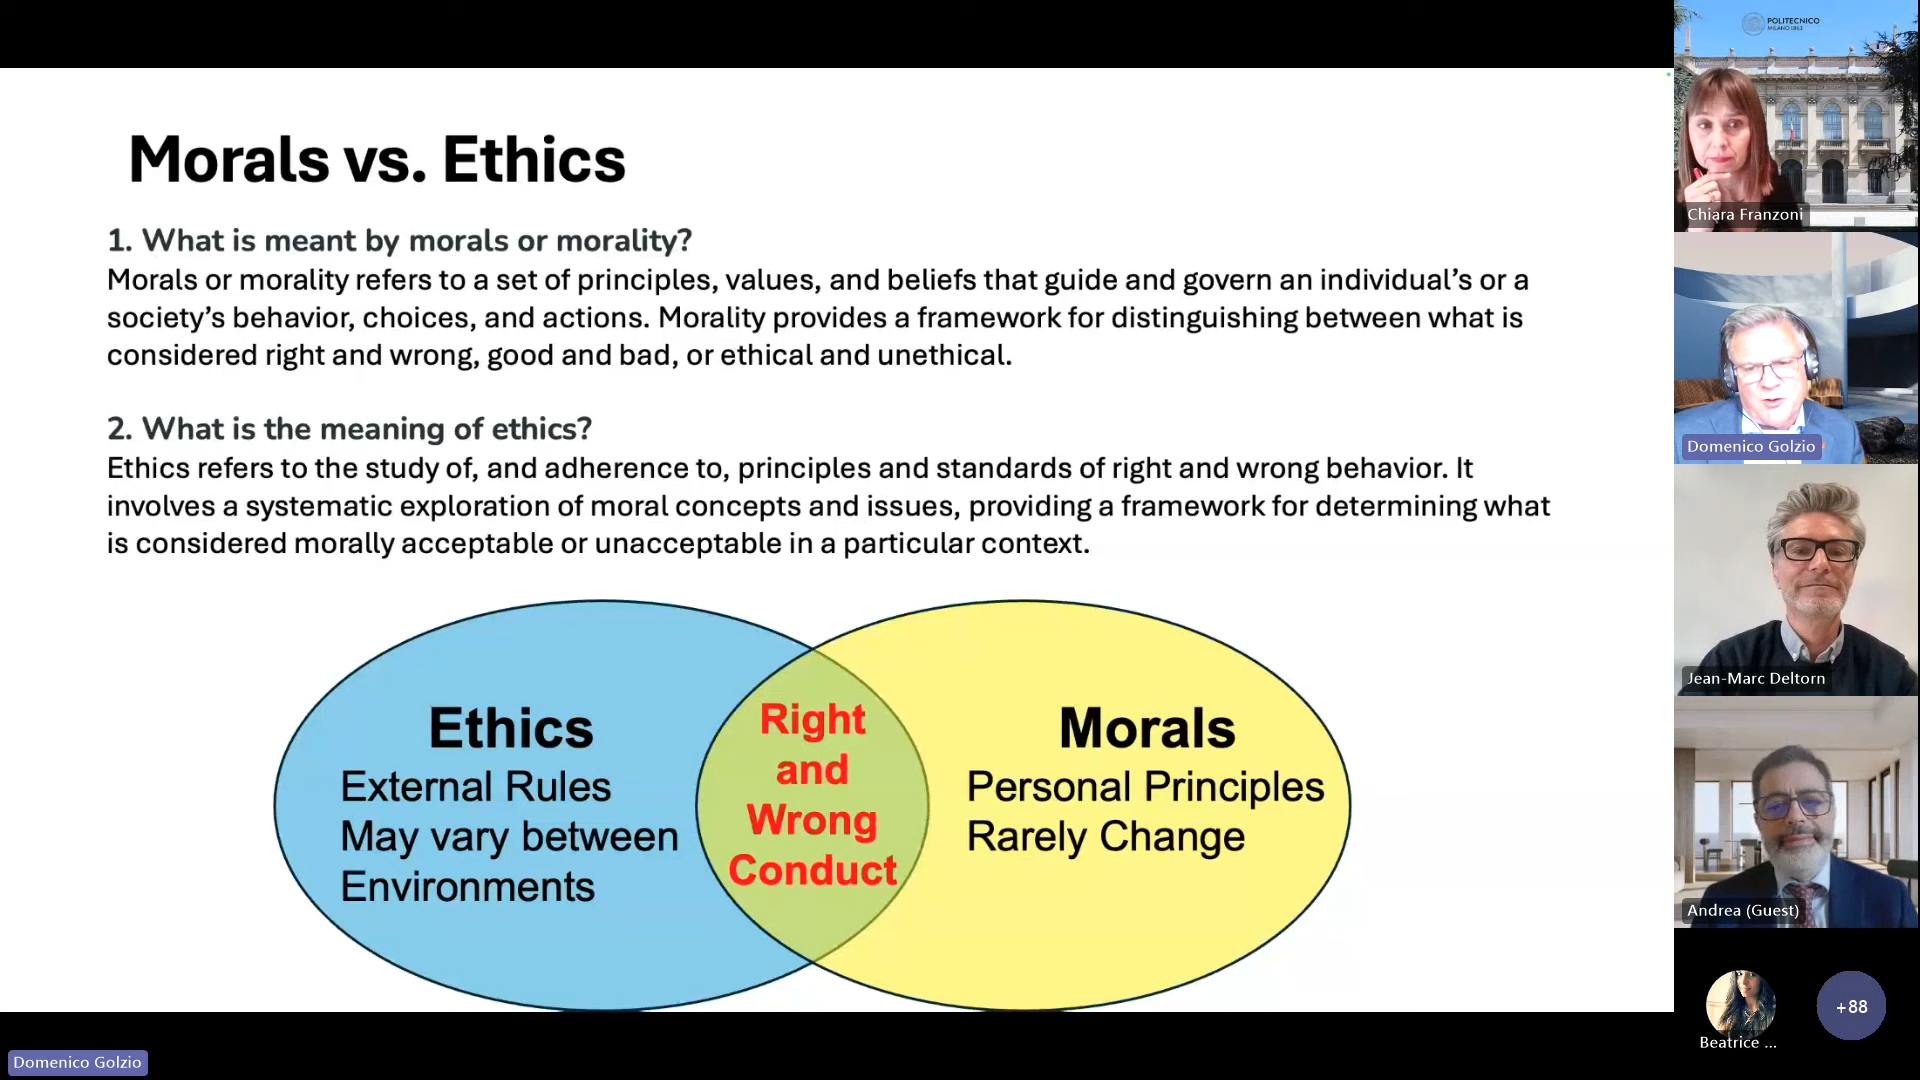 POLITECNICO
MILANO 1863
Morals vs. Ethics
1. What is meant by morals or morality?
Morals or morality refers to a set of principles, values, and beliefs that guide and govern an individual’s or a
society’s behavior, choices, and actions. Morality provides a framework for distinguishing between what is
considered right and wrong, good and bad, or ethical and unethical.
2. What is the meaning of ethics?
Ethics refers to the study of, and adherence to, principles and standards of right and wrong behavior. It
involves a systematic exploration of moral concepts and issues, providing a framework for determining what
is considered morally acceptable or unacceptable in a particular context.
Ethics
External Rules
May vary between
Environments
Right
and
Wrong
Conduct
Morals
Personal Principles
Rarely Change
Chiara Franzoni
Domenico Golzio
Jean-Marc Deltorn
Andrea (Guest)
Beatrice ...
+88
Domenico Golzio